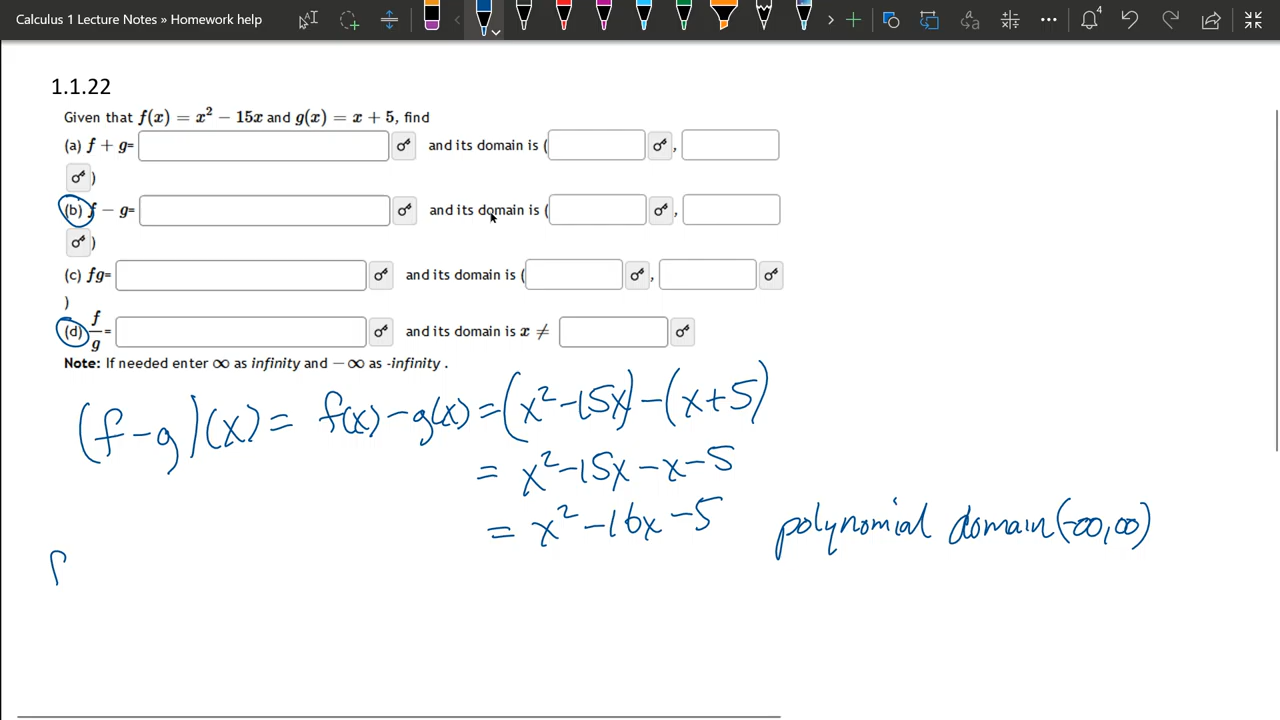 Calculus 1 Lecture Notes » Homework help
4
1.1.22
Given that f(x) = x² − 15x and g(x) = x + 5, find
(a) f + g= and its domain is ( ,
)
(b) f − g= and its domain is ( ,
)
(c) fg= and its domain is ( ,
)
(d) f/g= and its domain is x ≠
Note: If needed enter ∞ as infinity and −∞ as -infinity .
(f-g)(x) = f(x) - g(x) = (x² - 15x) - (x+5)
= x² - 15x - x - 5
= x² - 16x - 5 polynomial domain (-∞,∞)